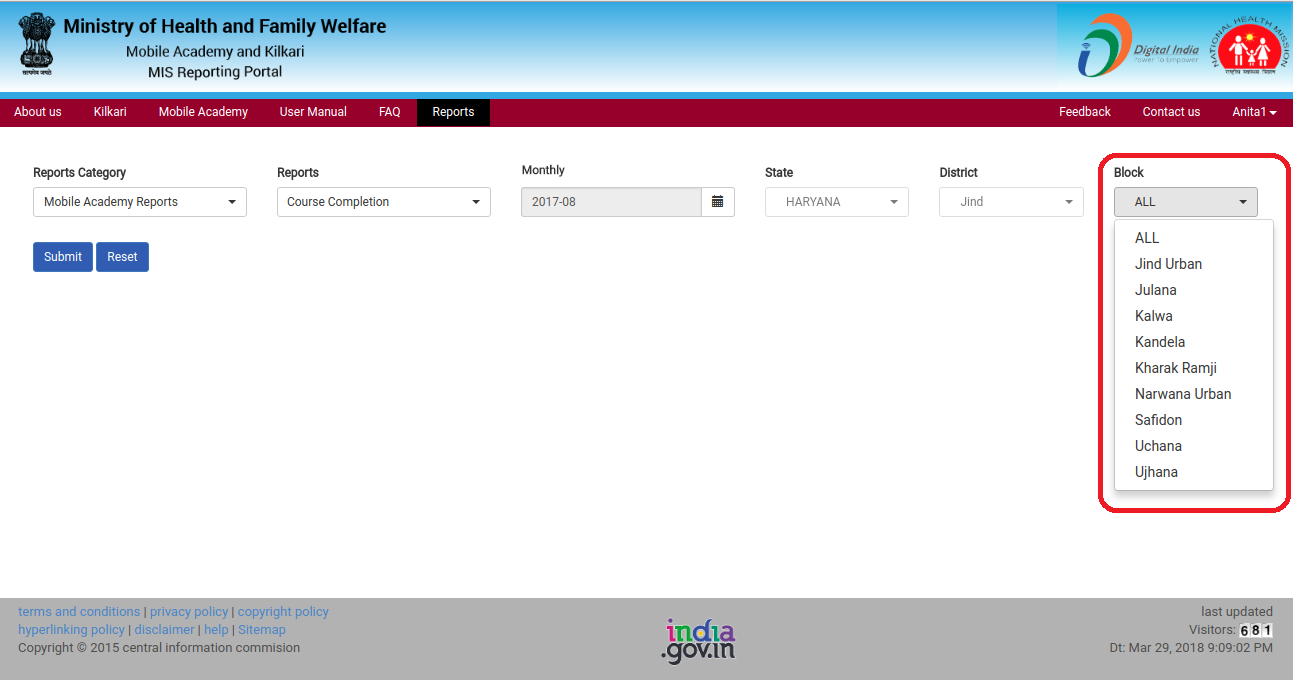 Ministry of Health and Family Welfare
Mobile Academy and Kilkari
MIS Reporting Portal
सत्यमेव जयते
Digital India
Power To Empower
NATIONAL HEALTH MISSION
राष्ट्रीय स्वास्थ्य मिशन
About us Kilkari Mobile Academy User Manual FAQ Reports Feedback Contact us Anita1
Reports Category Reports Monthly State District Block
Mobile Academy Reports Course Completion 2017-08 HARYANA Jind ALL
Submit Reset
ALL
Jind Urban
Julana
Kalwa
Kandela
Kharak Ramji
Narwana Urban
Safidon
Uchana
Ujhana
terms and conditions | privacy policy | copyright policy
hyperlinking policy | disclaimer | help | Sitemap
Copyright © 2015 central information commision
india
.gov.in
last updated
Visitors: 681
Dt: Mar 29, 2018 9:09:02 PM